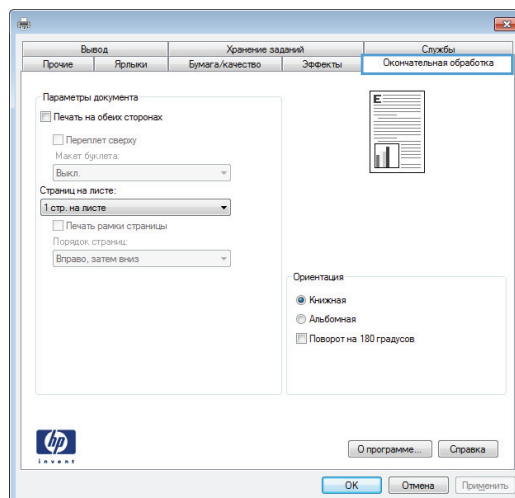 Вывод Хранение заданий Службы
Прочие Ярлыки Бумага/качество Эффекты Окончательная обработка
Параметры документа
Печать на обеих сторонах
Переплет сверху
Макет буклета:
Выкл.
Страниц на листе:
1 стр. на листе
Печать рамки страницы
Порядок страниц:
Вправо, затем вниз
E
Ориентация
Книжная
Альбомная
Поворот на 180 градусов
hp
invent
О программе... Справка
OK Отмена Применить